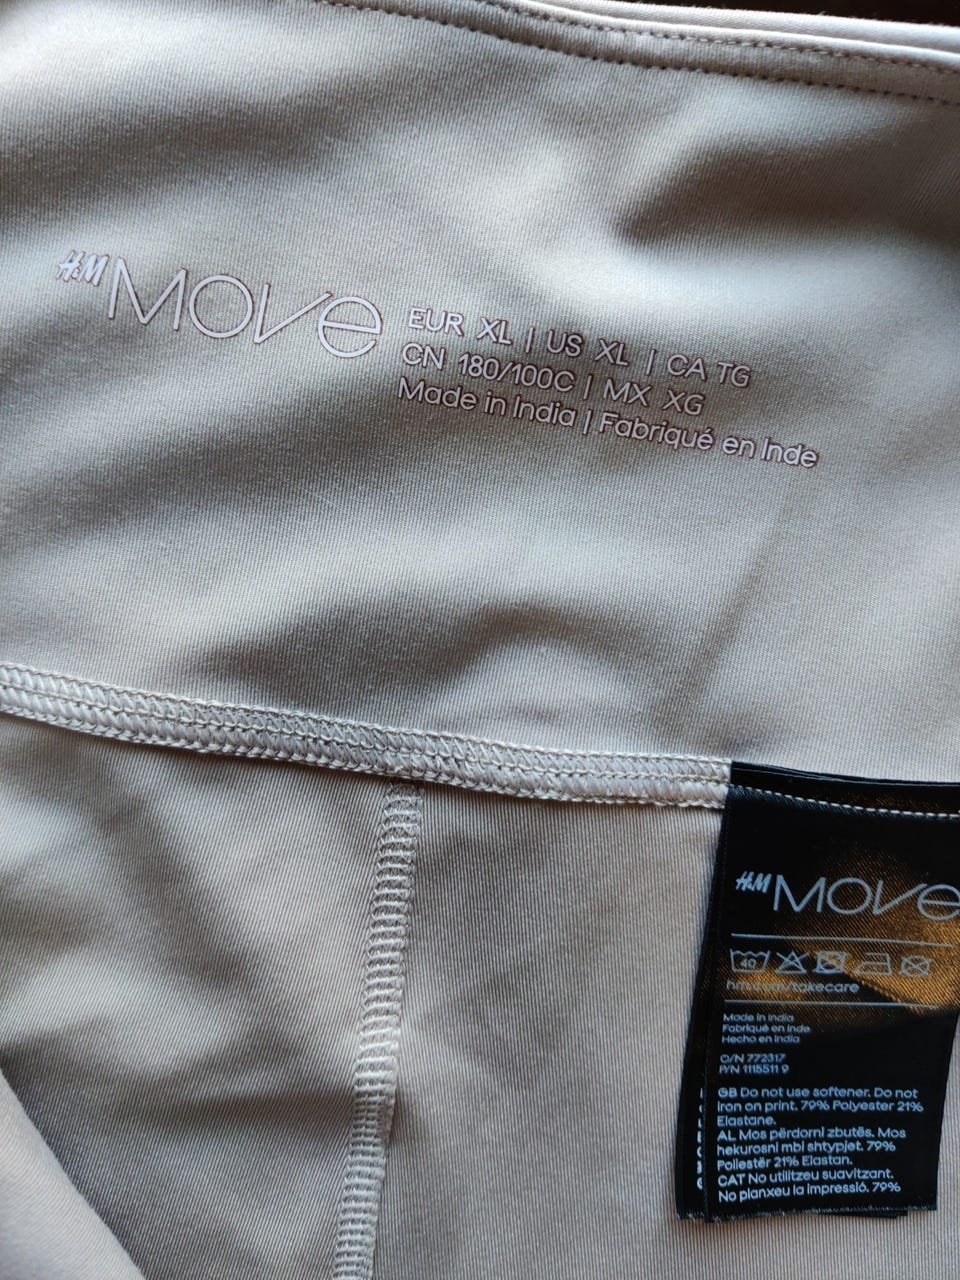 H&M MOVE
EUR XL | US XL | CA TG
CN 180/100C | MX XG
Made in India | Fabriqué en Inde
H&M MOVE
40
hm.com/takecare
Made in India
Fabriqué en Inde
Hecho en India
O/N 772317
P/N 1115511 9
GB Do not use softener. Do not
iron on print. 79% Polyester 21%
Elastane.
AL Mos përdorni zbutës. Mos
hekurosni mbi shtypjet. 79%
Poliestër 21% Elastan.
CAT No utilitzeu suavitzant.
No planxeu la impressió. 79%